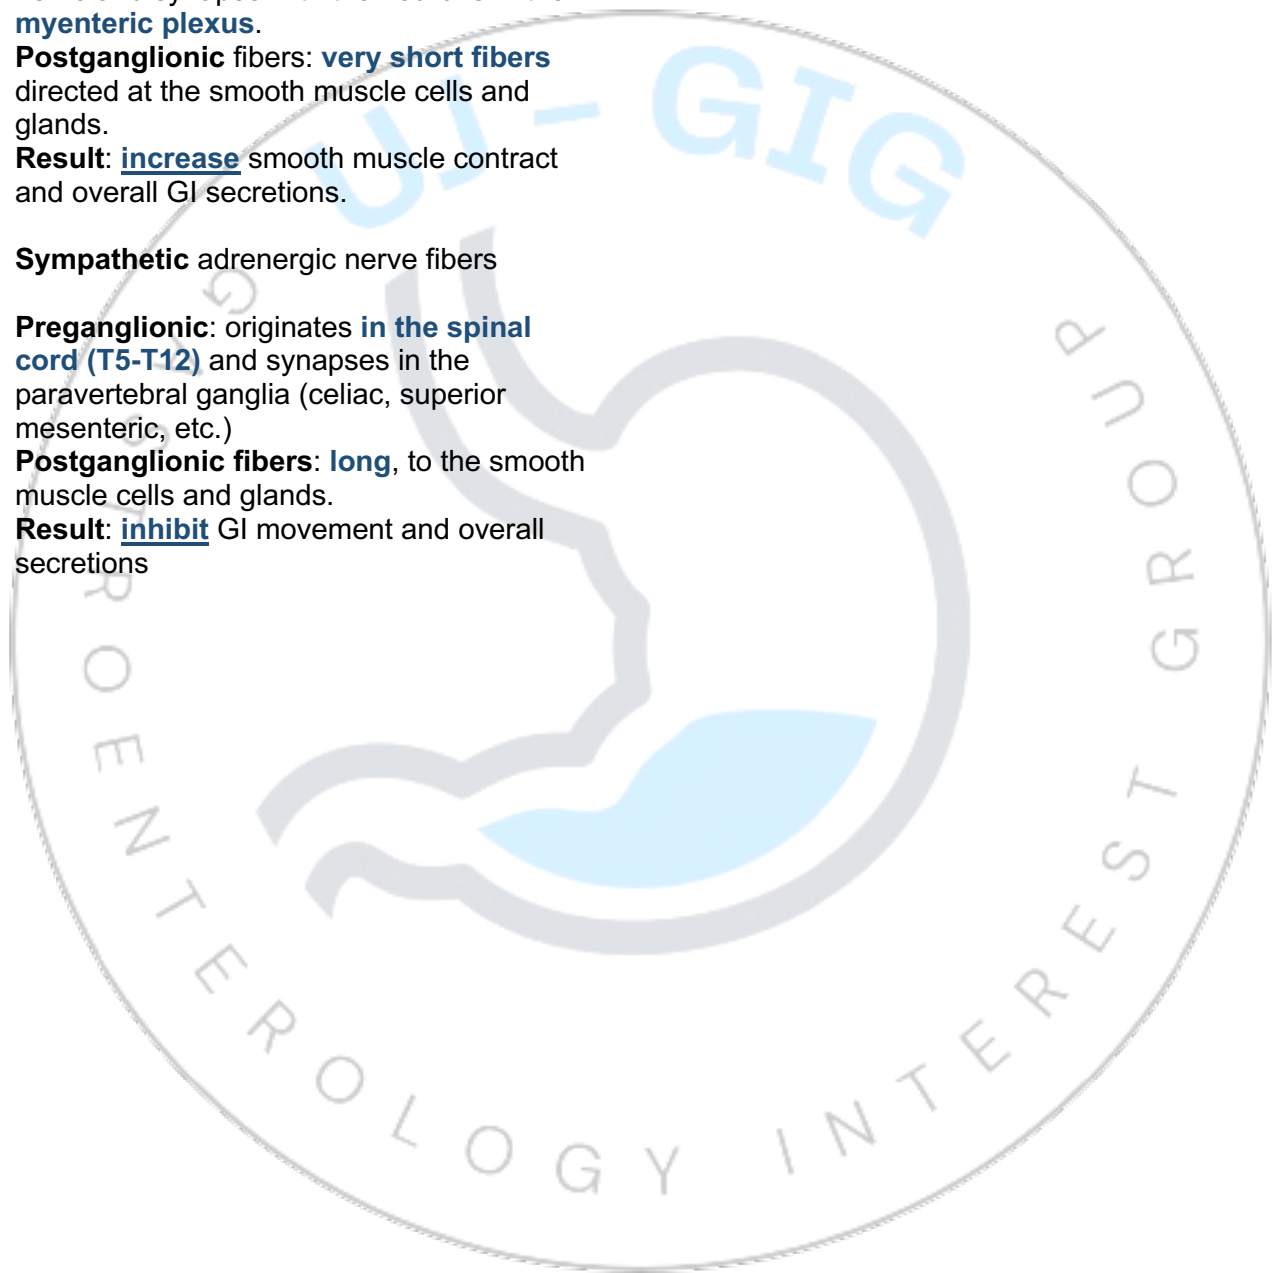 myenteric plexus.
Postganglionic fibers: very short fibers
directed at the smooth muscle cells and
glands.
Result: increase smooth muscle contract
and overall GI secretions.
Sympathetic adrenergic nerve fibers
Preganglionic: originates in the spinal
cord (T5-T12) and synapses in the
paravertebral ganglia (celiac, superior
mesenteric, etc.)
Postganglionic fibers: long, to the smooth
muscle cells and glands.
Result: inhibit GI movement and overall
secretions
UI-GIG
GASTROENTEROLOGY INTEREST GROUP